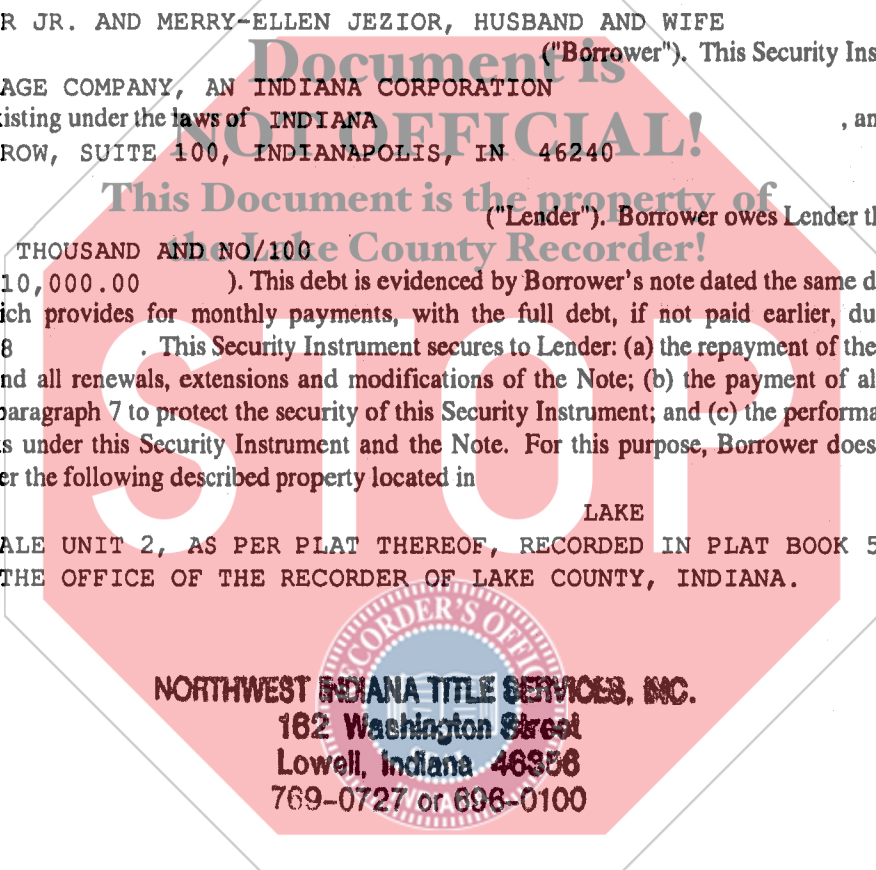 R JR. AND MERRY-ELLEN JEZIOR, HUSBAND AND WIFE
Document is
("Borrower"). This Security Ins
AGE COMPANY, AN INDIANA CORPORATION
isting under the laws of INDIANA , an
NOT OFFICIAL!
ROW, SUITE 100, INDIANAPOLIS, IN 46240
This Document is the property of
("Lender"). Borrower owes Lender th
the Lake County Recorder!
THOUSAND AND NO/100
10,000.00 ). This debt is evidenced by Borrower's note dated the same d
ich provides for monthly payments, with the full debt, if not paid earlier, du
8 . This Security Instrument secures to Lender: (a) the repayment of the
nd all renewals, extensions and modifications of the Note; (b) the payment of al
paragraph 7 to protect the security of this Security Instrument; and (c) the performa
s under this Security Instrument and the Note. For this purpose, Borrower does
er the following described property located in
LAKE
STOP
ALE UNIT 2, AS PER PLAT THEREOF, RECORDED IN PLAT BOOK 5
THE OFFICE OF THE RECORDER OF LAKE COUNTY, INDIANA.
RECORDER'S OFFICE
NORTHWEST INDIANA TITLE SERVICES, INC.
162 Washington Street
Lowell, Indiana 46356
SEAL
769-0727 or 696-0100
INDIANA